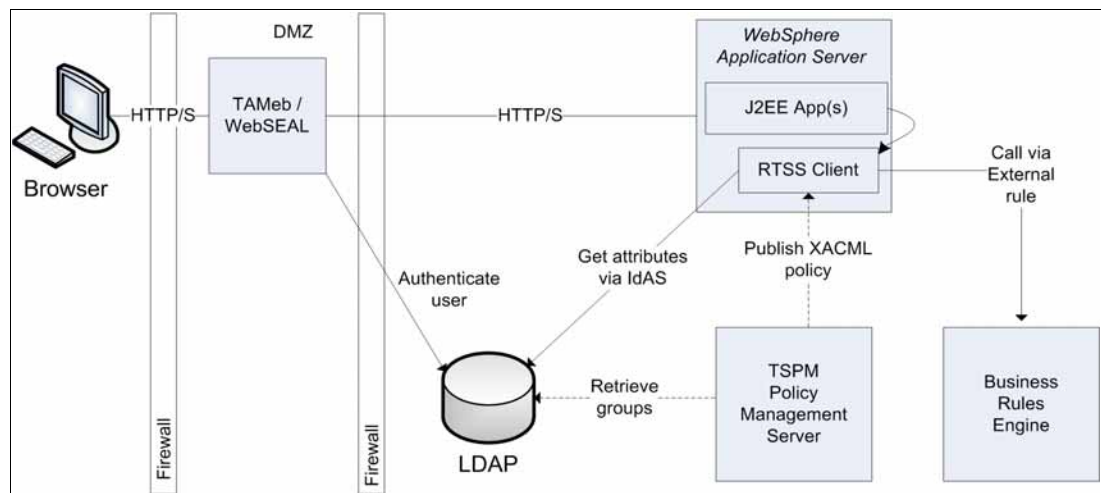 DMZ
WebSphere
Application Server
TAMeb /
WebSEAL
J2EE App(s)
HTTP/S
HTTP/S
RTSS Client
Call via
External
rule
Browser
Publish XACML
policy
Get attributes
via IdAS
Authenticate
user
TSPM
Policy
Management
Server
Business
Rules
Engine
Retrieve
groups
LDAP
Firewall
Firewall